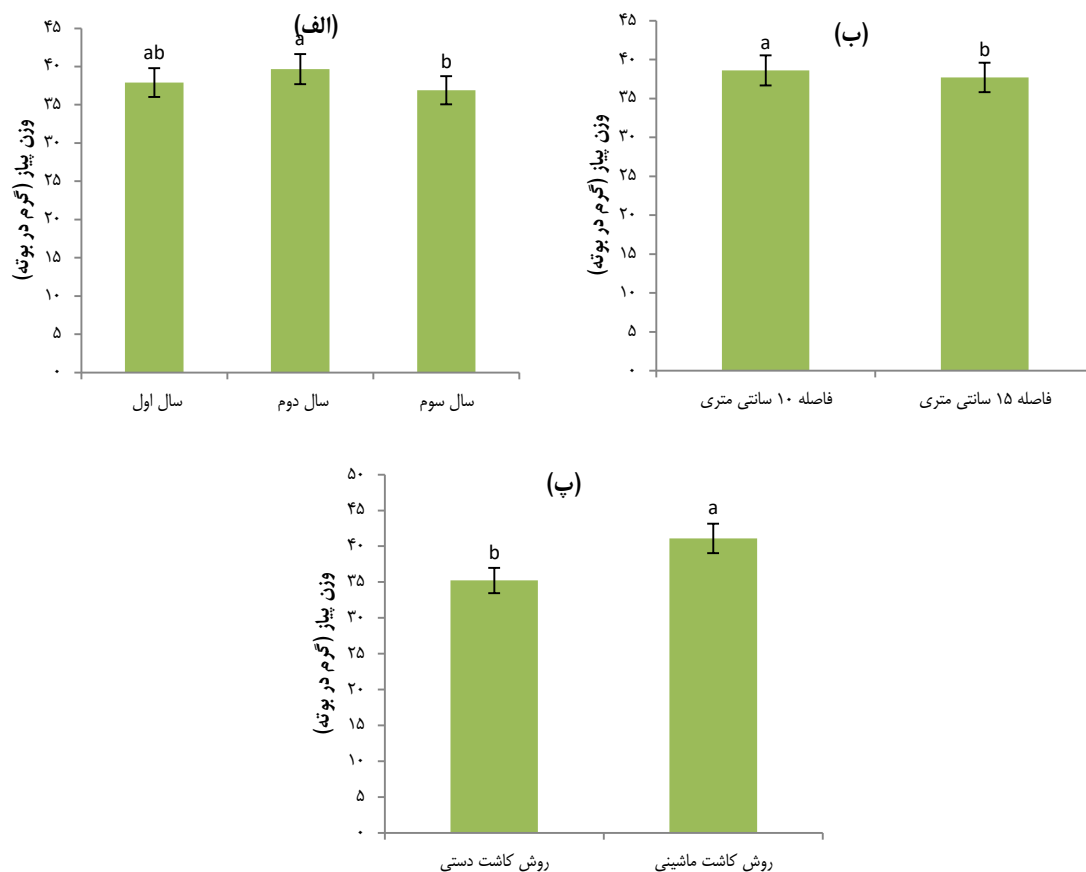 (الف)
وزن پیاز (گرم در بوته)
۴۵
۴۰
۳۵
۳۰
۲۵
۲۰
۱۵
۱۰
۵
۰
ab
a
b
سال اول
سال دوم
سال سوم
(ب)
وزن پیاز (گرم در بوته)
۴۵
۴۰
۳۵
۳۰
۲۵
۲۰
۱۵
۱۰
۵
۰
a
b
فاصله ۱۰ سانتی متری
فاصله ۱۵ سانتی متری
(پ)
وزن پیاز (گرم در بوته)
۵۰
۴۵
۴۰
۳۵
۳۰
۲۵
۲۰
۱۵
۱۰
۵
۰
b
a
روش کاشت دستی
روش کاشت ماشینی